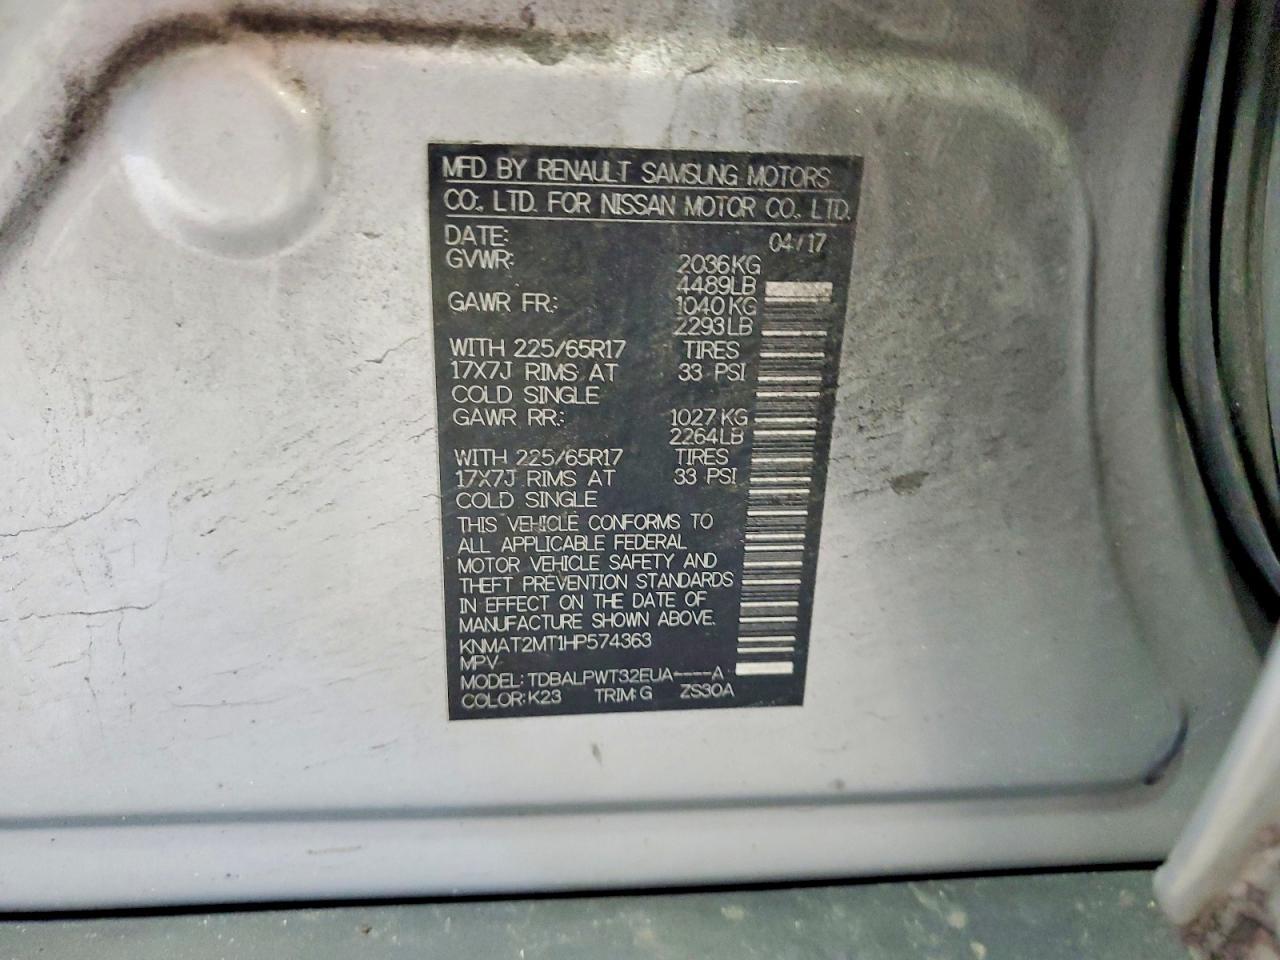 MFD BY RENAULT SAMSUNG MOTORS
CO., LTD. FOR NISSAN MOTOR CO., LTD.
DATE: 04/17
GVWR: 2036KG
4489LB
GAWR FR: 1040KG
2293LB
WITH 225/65R17 TIRES
17X7J RIMS AT 33 PSI
COLD SINGLE
GAWR RR: 1027KG
2264LB
WITH 225/65R17 TIRES
17X7J RIMS AT 33 PSI
COLD SINGLE
THIS VEHICLE CONFORMS TO
ALL APPLICABLE FEDERAL
MOTOR VEHICLE SAFETY AND
THEFT PREVENTION STANDARDS
IN EFFECT ON THE DATE OF
MANUFACTURE SHOWN ABOVE.
KNMAT2MT1HP574363
MPV
MODEL: TDBALPWT32EUA----A
COLOR: K23 TRIM: G ZS30A